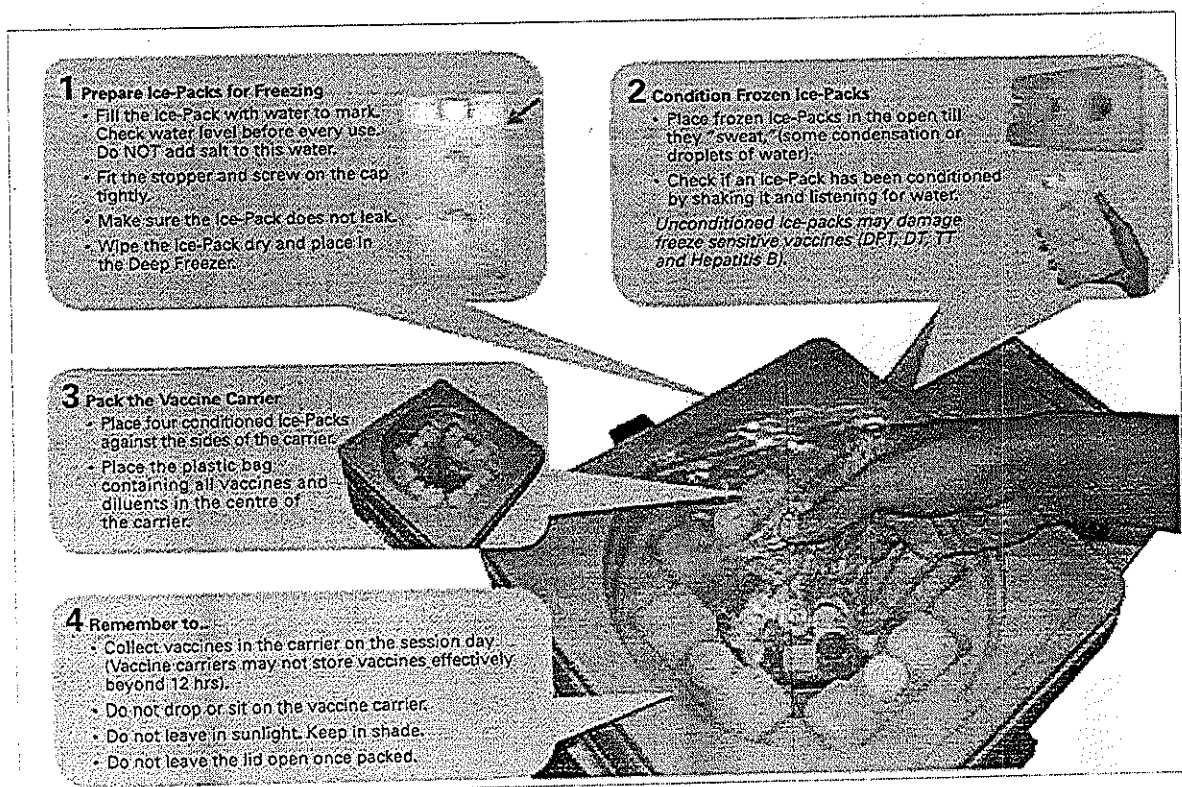 1 Prepare Ice-Packs for Freezing
• Fill the Ice-Pack with water to mark.
Check water level before every use.
Do NOT add salt to this water.
• Fit the stopper and screw on the cap
tightly.
• Make sure the Ice-Pack does not leak.
• Wipe the Ice-Pack dry and place in
the Deep Freezer.
2 Condition Frozen Ice-Packs
• Place frozen Ice-Packs in the open till
they "sweat," (some condensation or
droplets of water).
• Check if an Ice-Pack has been conditioned
by shaking it and listening for water.
Unconditioned Ice-packs may damage
freeze sensitive vaccines (DPT, DT, TT
and Hepatitis B).
3 Pack the Vaccine Carrier
• Place four conditioned Ice-Packs
against the sides of the carrier.
• Place the plastic bag
containing all vaccines and
diluents in the centre of
the carrier.
4 Remember to...
• Collect vaccines in the carrier on the session day
(Vaccine carriers may not store vaccines effectively
beyond 12 hrs).
• Do not drop or sit on the vaccine carrier.
• Do not leave in sunlight. Keep in shade.
• Do not leave the lid open once packed.